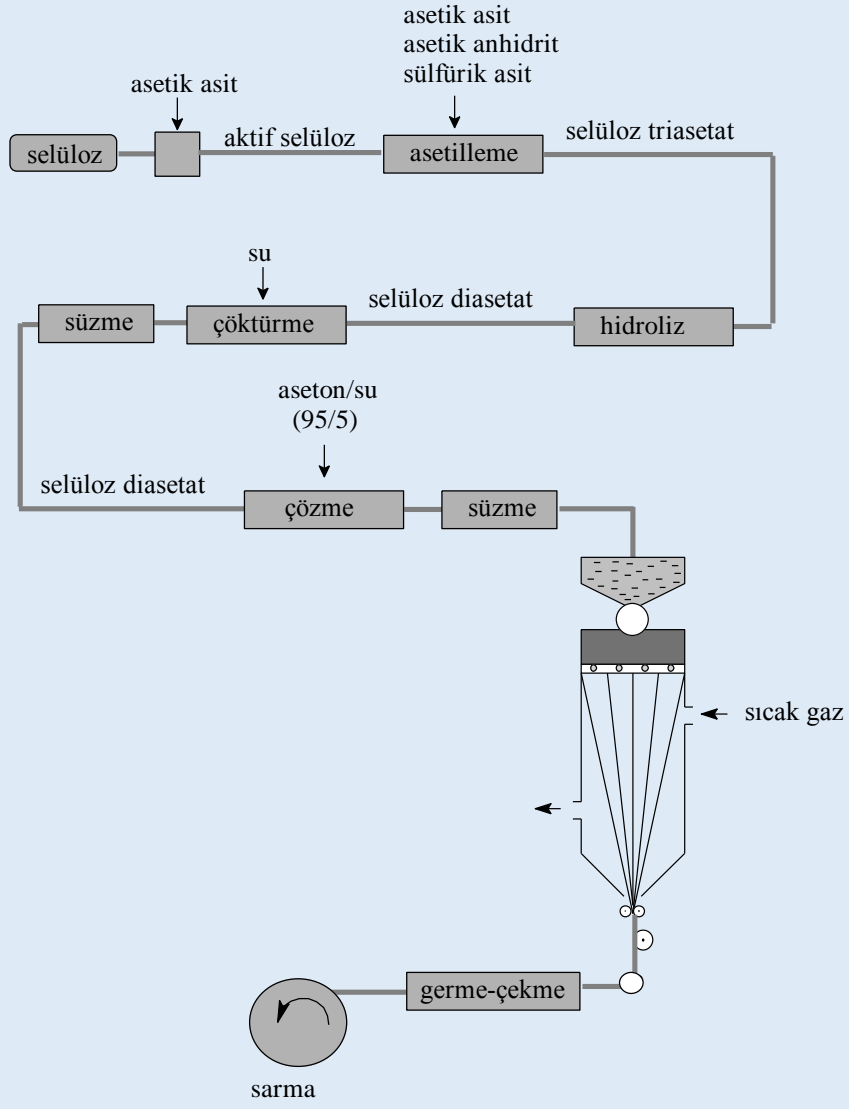 asetik asit
asetik anhidrit
sülfürik asit
asetik asit
selüloz
aktif selüloz
asetilleme
selüloz triasetat
su
süzme
çöktürme
selüloz diasetat
hidroliz
aseton/su
(95/5)
selüloz diasetat
çözme
süzme
sıcak gaz
germe-çekme
sarma